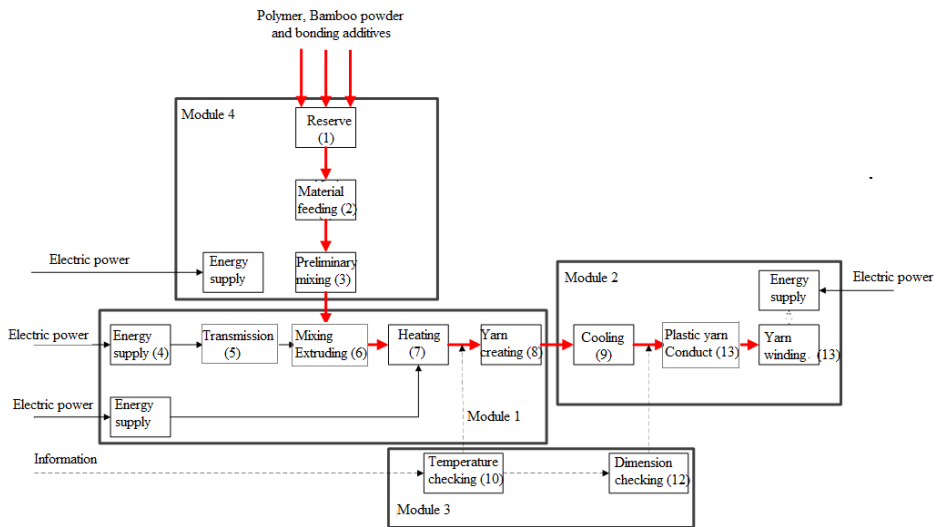 Polymer, Bamboo powder
and bonding additives
Module 4
Reserve
(1)
Material
feeding (2)
Preliminary
mixing (3)
Energy
supply
Electric power
Module 2
Energy
supply
Electric power
Electric power
Energy
supply (4)
Transmission
(5)
Mixing
Extruding (6)
Heating
(7)
Yarn
creating (8)
Cooling
(9)
Plastic yarn
Conduct (13)
Yarn
winding (13)
Electric power
Energy
supply
Module 1
Information
Temperature
checking (10)
Dimension
checking (12)
Module 3